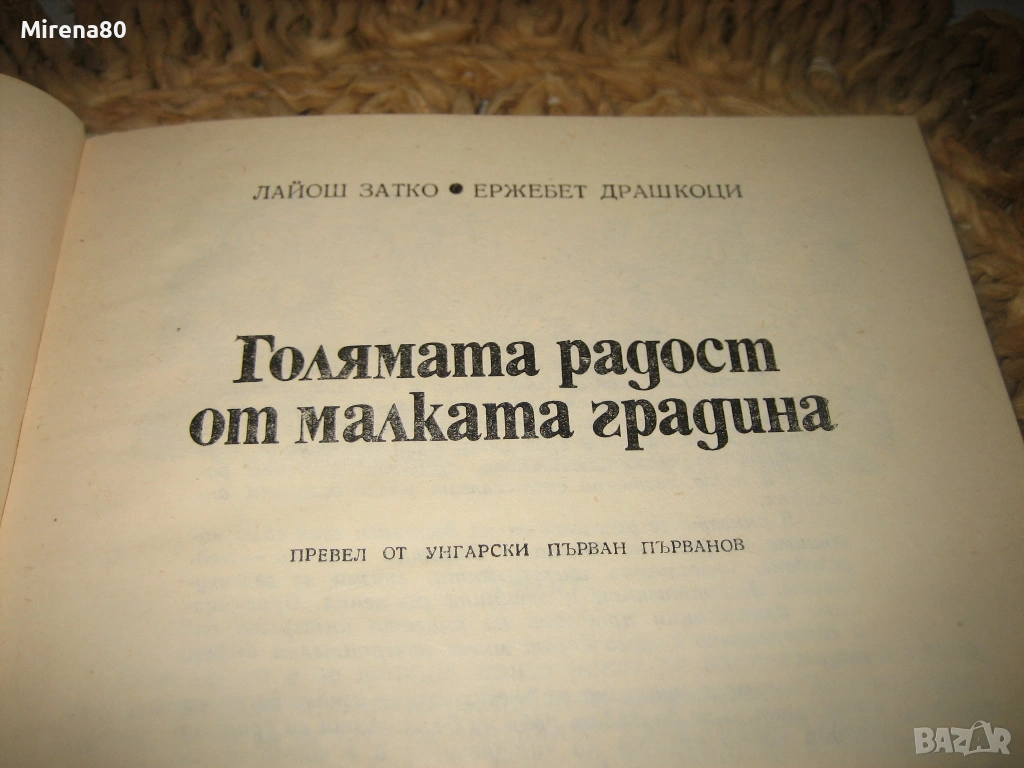 Mirena80
ЛАЙОШ ЗАТКО • ЕРЖЕБЕТ ДРАШКОЦИ
Голямата радост
от малката градина
ПРЕВЕЛ ОТ УНГАРСКИ ПЪРВАН ПЪРВАНОВ
BAZAR